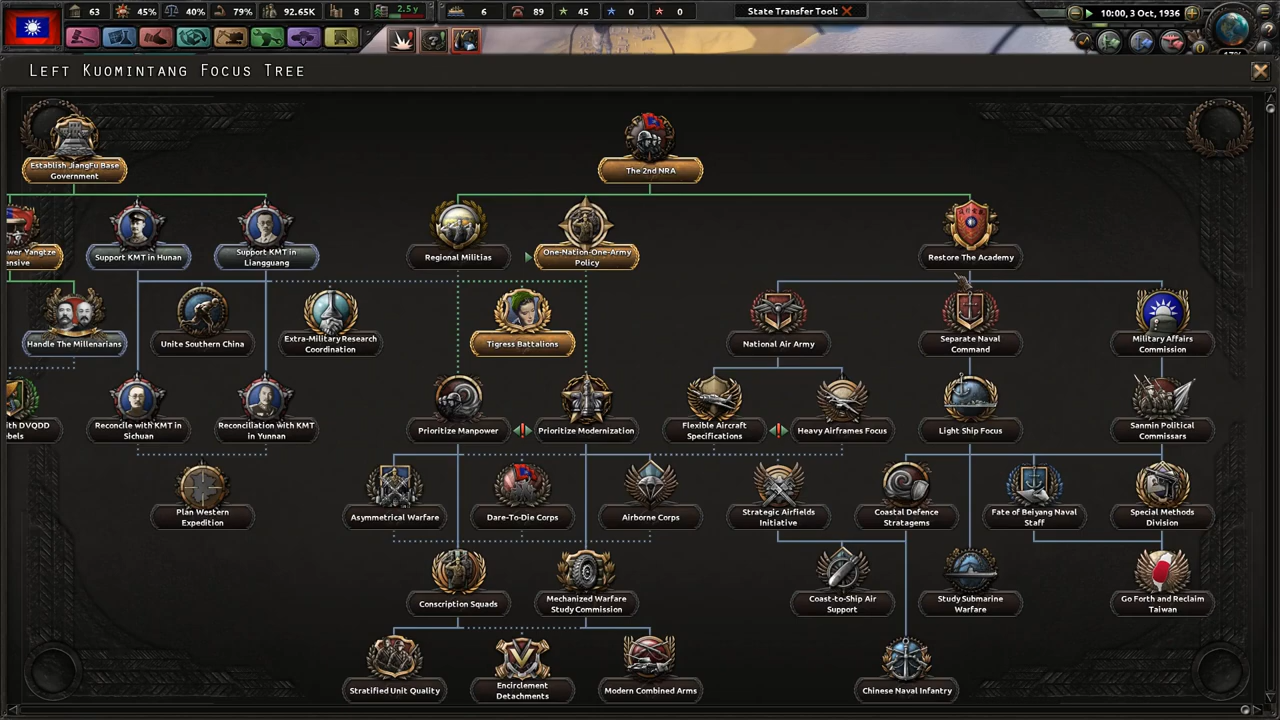 63
45%
40%
79%
92.65K
8
2.5 y
6
89
45
0
0
State Transfer Tool:
10:00, 3 Oct, 1936
Left Kuomintang Focus Tree
Establish JiangFu Base
Government
The 2nd NRA
Support KMT in Hunan
Support KMT in
Liangguang
Regional Militias
One-Nation-One-Army
Policy
Restore The Academy
Handle The Millenarians
Unite Southern China
Extra-Military Research
Coordination
Tigress Battalions
National Air Army
Separate Naval
Command
Military Affairs
Commission
Reconcile with KMT in
Sichuan
Reconciliation with KMT
in Yunnan
Prioritize Manpower
Prioritize Modernization
Flexible Aircraft
Specifications
Heavy Airframes Focus
Light Ship Focus
Sanmin Political
Commissars
Plan Western
Expedition
Asymmetrical Warfare
Dare-To-Die Corps
Airborne Corps
Strategic Airfields
Initiative
Coastal Defence
Stratagems
Fate of Beiyang Naval
Staff
Special Methods
Division
Conscription Squads
Mechanized Warfare
Study Commission
Coast-to-Ship Air
Support
Study Submarine
Warfare
Go Forth and Reclaim
Taiwan
Stratified Unit Quality
Encirclement
Detachments
Modern Combined Arms
Chinese Naval Infantry